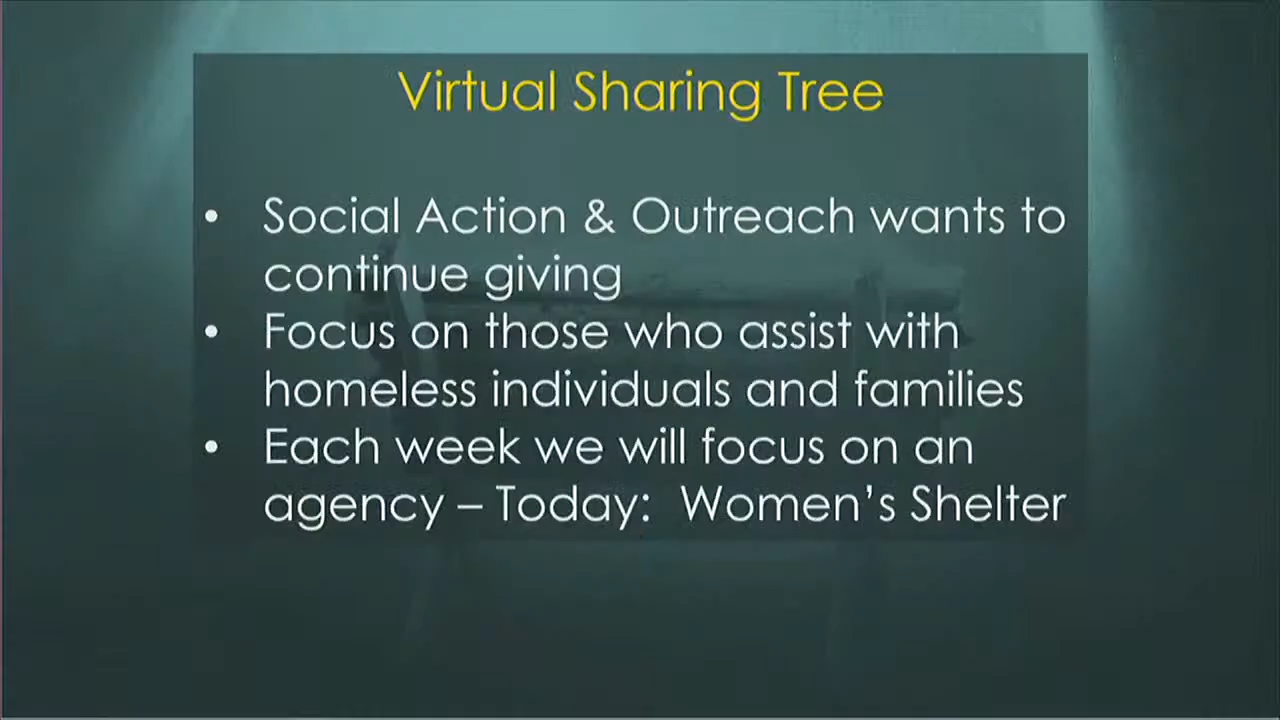 Virtual Sharing Tree
• Social Action & Outreach wants to
continue giving
• Focus on those who assist with
homeless individuals and families
• Each week we will focus on an
agency – Today:  Women’s Shelter